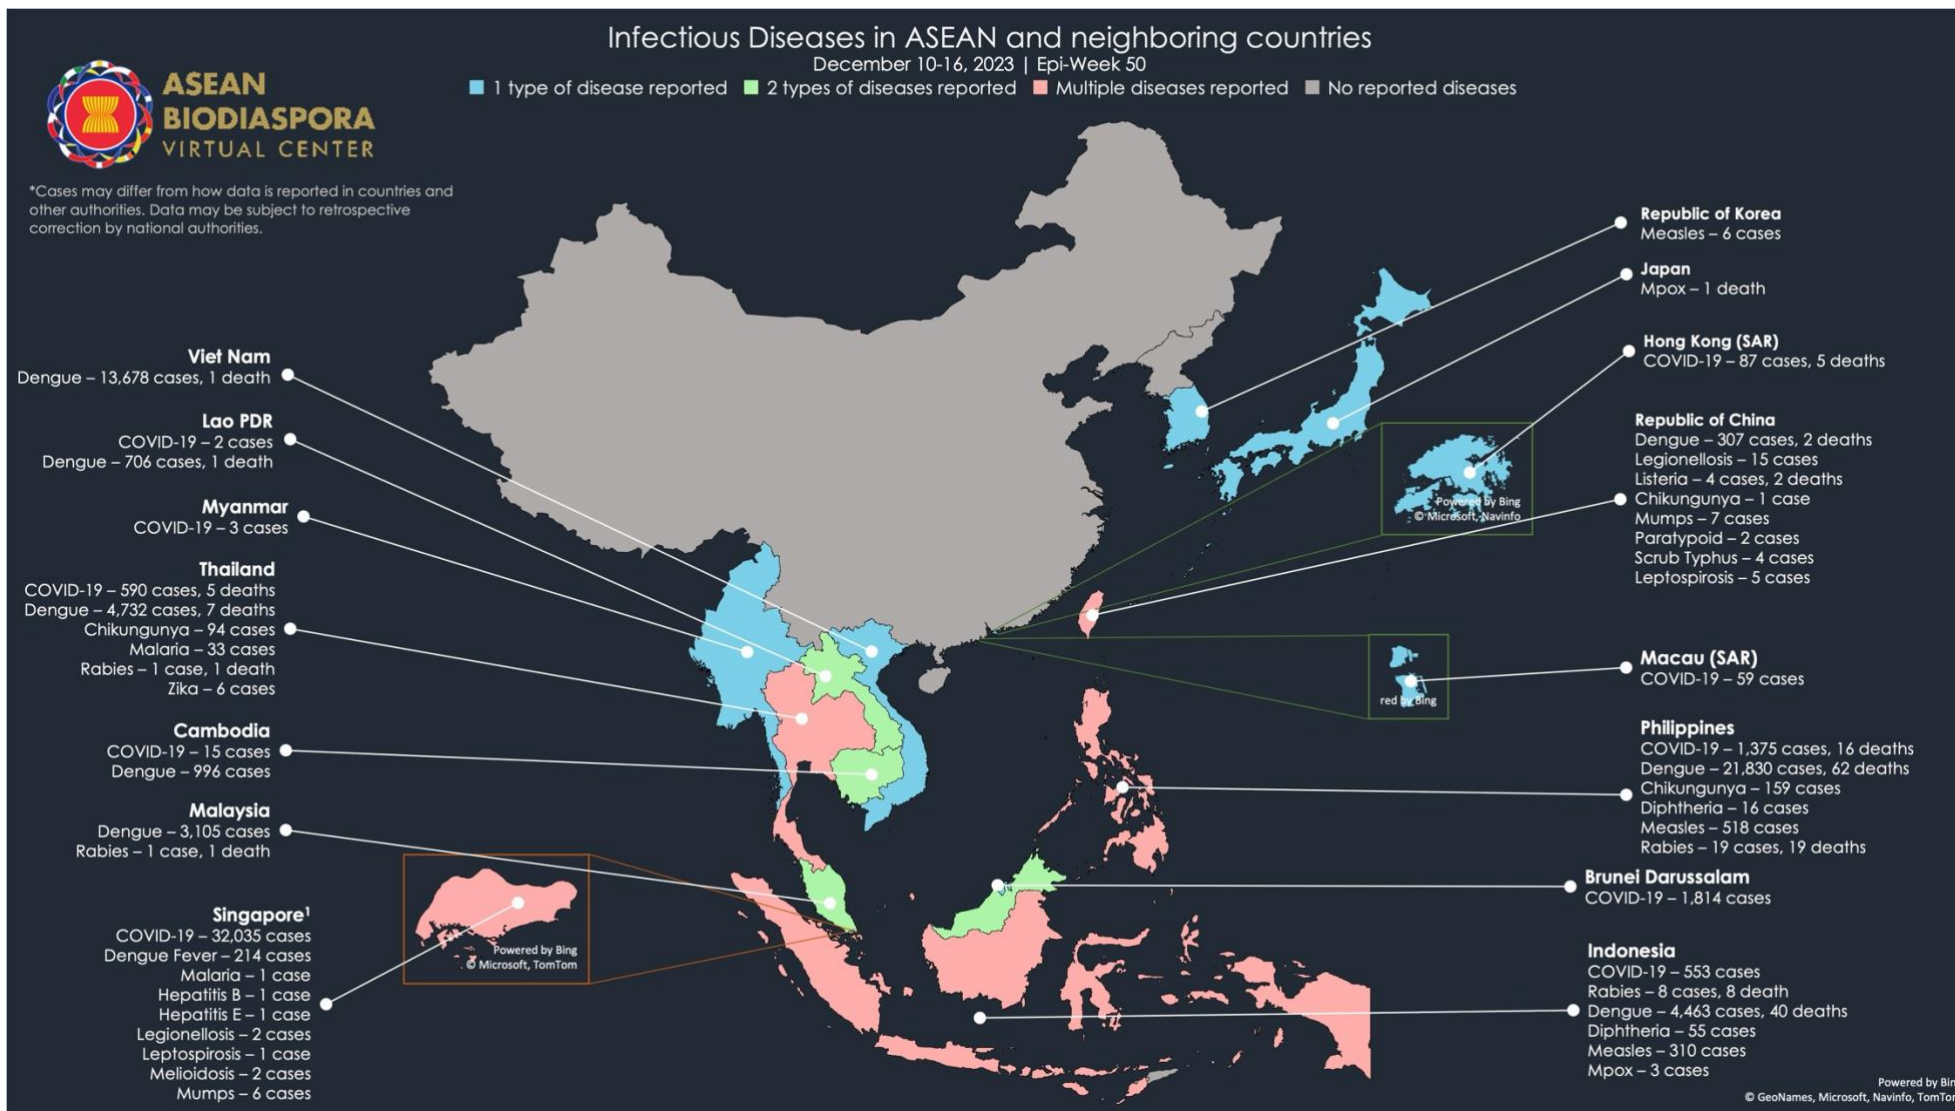 Infectious Diseases in ASEAN and neighboring countries
December 10-16, 2023 | Epi-Week 50
1 type of disease reported 2 types of diseases reported Multiple diseases reported No reported diseases
ASEAN
BIODIASPORA
VIRTUAL CENTER
*Cases may differ from how data is reported in countries and
other authorities. Data may be subject to retrospective
correction by national authorities.
Viet Nam
Dengue – 13,678 cases, 1 death
Lao PDR
COVID-19 – 2 cases
Dengue – 706 cases, 1 death
Myanmar
COVID-19 – 3 cases
Thailand
COVID-19 – 590 cases, 5 deaths
Dengue – 4,732 cases, 7 deaths
Chikungunya – 94 cases
Malaria – 33 cases
Rabies – 1 case, 1 death
Zika – 6 cases
Cambodia
COVID-19 – 15 cases
Dengue – 996 cases
Malaysia
Dengue – 3,105 cases
Rabies – 1 case, 1 death
Singapore¹
COVID-19 – 32,035 cases
Dengue Fever – 214 cases
Malaria – 1 case
Hepatitis B – 1 case
Hepatitis E – 1 case
Legionellosis – 2 cases
Leptospirosis – 1 case
Melioidosis – 2 cases
Mumps – 6 cases
Powered by Bing
© Microsoft, TomTom
Republic of Korea
Measles – 6 cases
Japan
Mpox – 1 death
Hong Kong (SAR)
COVID-19 – 87 cases, 5 deaths
Powered by Bing
© Microsoft, Navinfo
Republic of China
Dengue – 307 cases, 2 deaths
Legionellosis – 15 cases
Listeria – 4 cases, 2 deaths
Chikungunya – 1 case
Mumps – 7 cases
Paratypoid – 2 cases
Scrub Typhus – 4 cases
Leptospirosis – 5 cases
Macau (SAR)
COVID-19 – 59 cases
red by Bing
Philippines
COVID-19 – 1,375 cases, 16 deaths
Dengue – 21,830 cases, 62 deaths
Chikungunya – 159 cases
Diphtheria – 16 cases
Measles – 518 cases
Rabies – 19 cases, 19 deaths
Brunei Darussalam
COVID-19 – 1,814 cases
Indonesia
COVID-19 – 553 cases
Rabies – 8 cases, 8 death
Dengue – 4,463 cases, 40 deaths
Diphtheria – 55 cases
Measles – 310 cases
Mpox – 3 cases
Powered by Bin
© GeoNames, Microsoft, Navinfo, TomTom